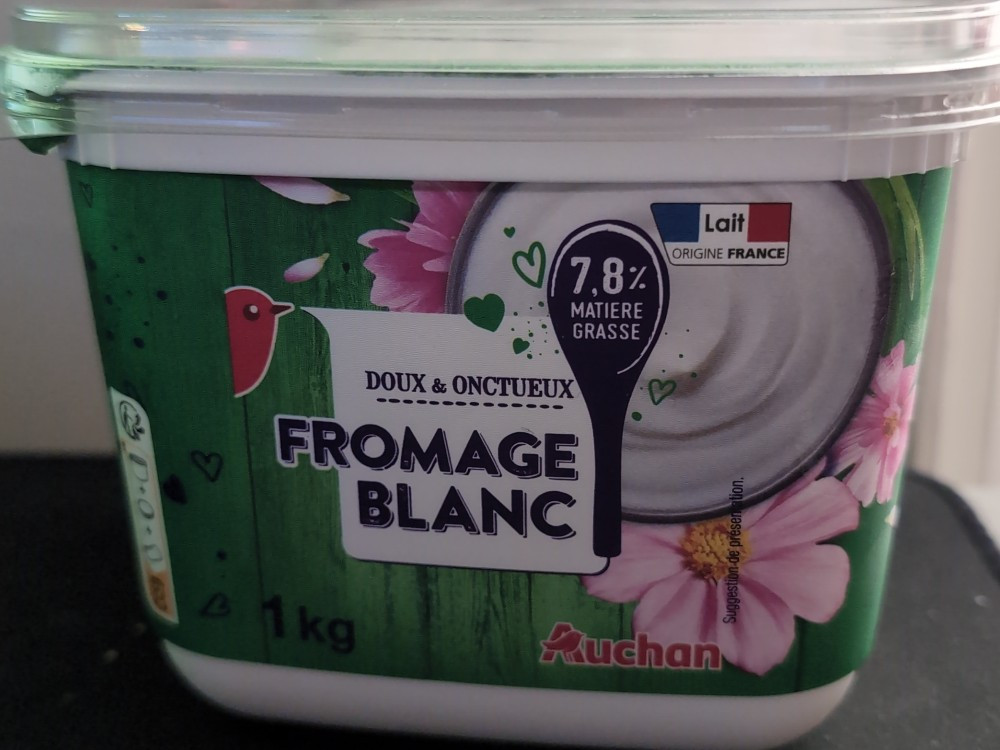 Lait
ORIGINE FRANCE
7,8%
MATIERE
GRASSE
DOUX & ONCTUEUX
FROMAGE
BLANC
Suggestion de présentation.
1 kg
Auchan